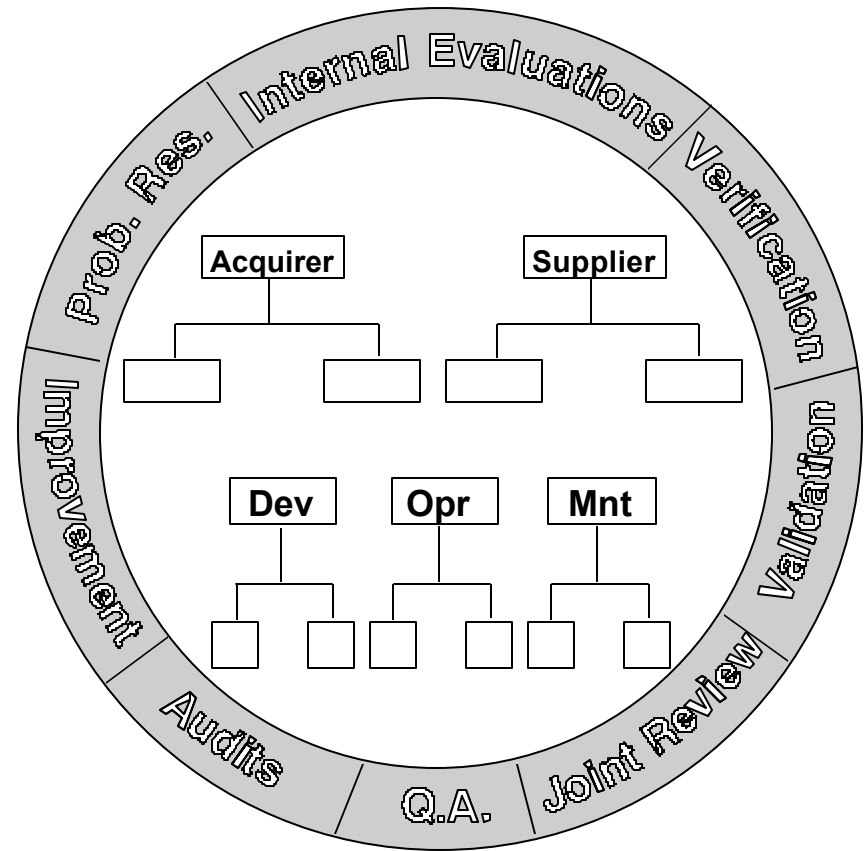 Internal Evaluations
Verification
Validation
Joint Review
Q.A.
Audits
Improvement
Prob. Res.
Acquirer
Supplier
Dev
Opr
Mnt